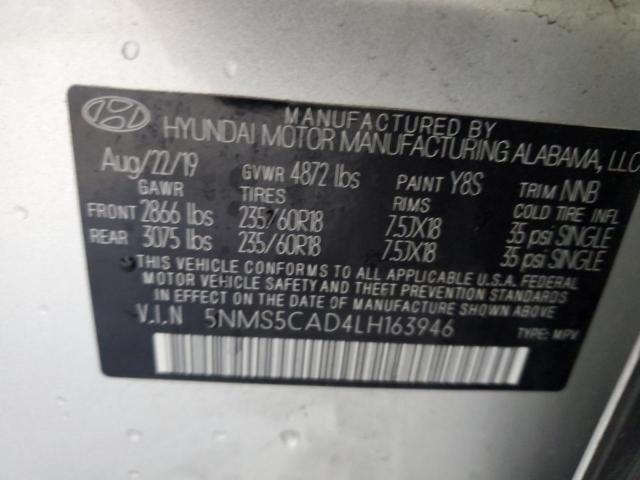 MANUFACTURED BY
HYUNDAI MOTOR MANUFACTURING ALABAMA, LLC
Aug/22/19 GVWR 4872 lbs PAINT Y8S TRIM NNB
GAWR TIRES RIMS COLD TIRE INFL
FRONT 2866 lbs 235/60R18 7.5JX18 35 psi SINGLE
REAR 3075 lbs 235/60R18 7.5JX18 35 psi SINGLE
THIS VEHICLE CONFORMS TO ALL APPLICABLE U.S.A. FEDERAL
MOTOR VEHICLE SAFETY AND THEFT PREVENTION STANDARDS
IN EFFECT ON THE DATE OF MANUFACTURE SHOWN ABOVE
V.I.N 5NMS5CAD4LH163946 TYPE: MPV